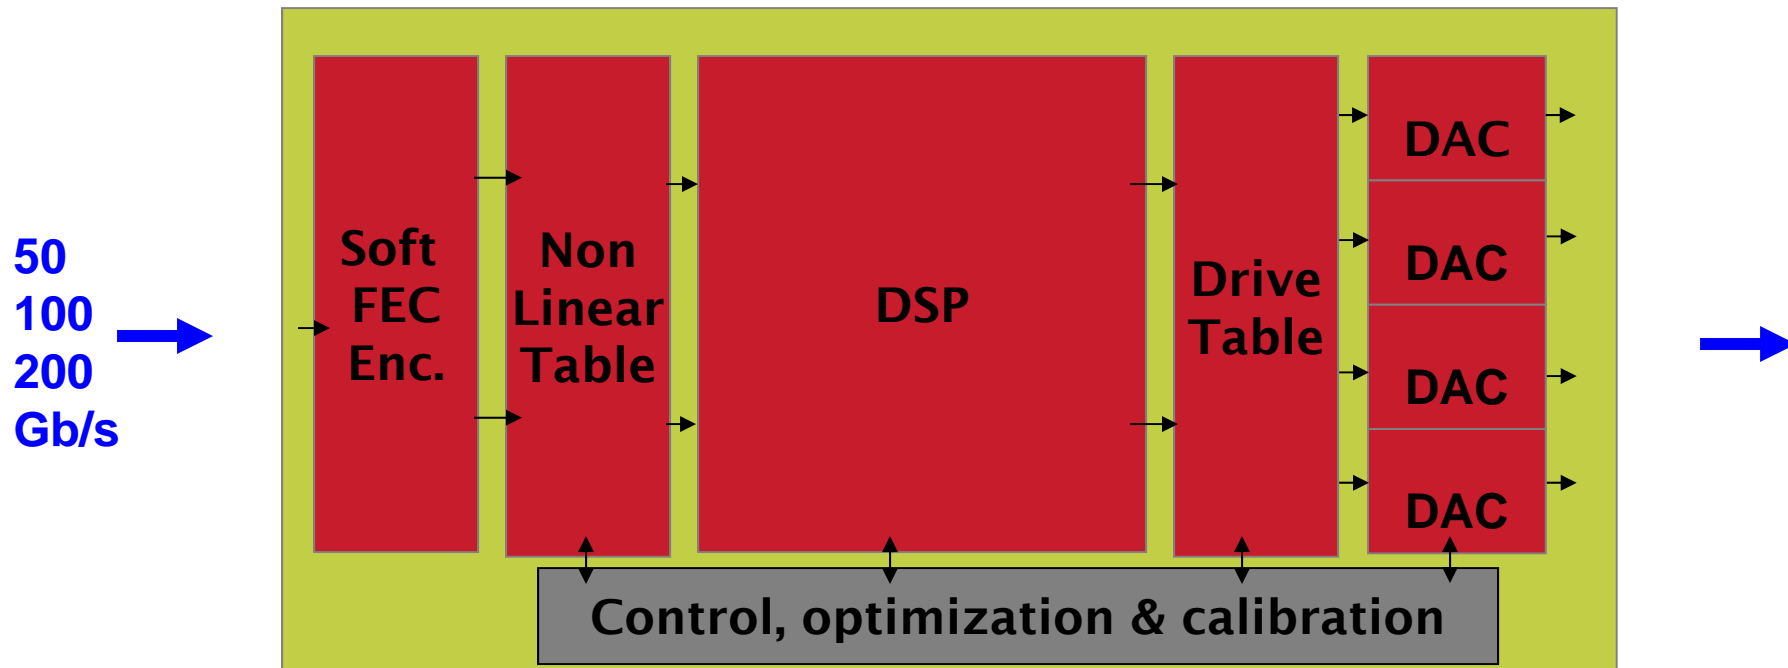 50
100
200
Gb/s
Soft
FEC
Enc.
Non
Linear
Table
DSP
Drive
Table
DAC
DAC
DAC
DAC
Control, optimization & calibration